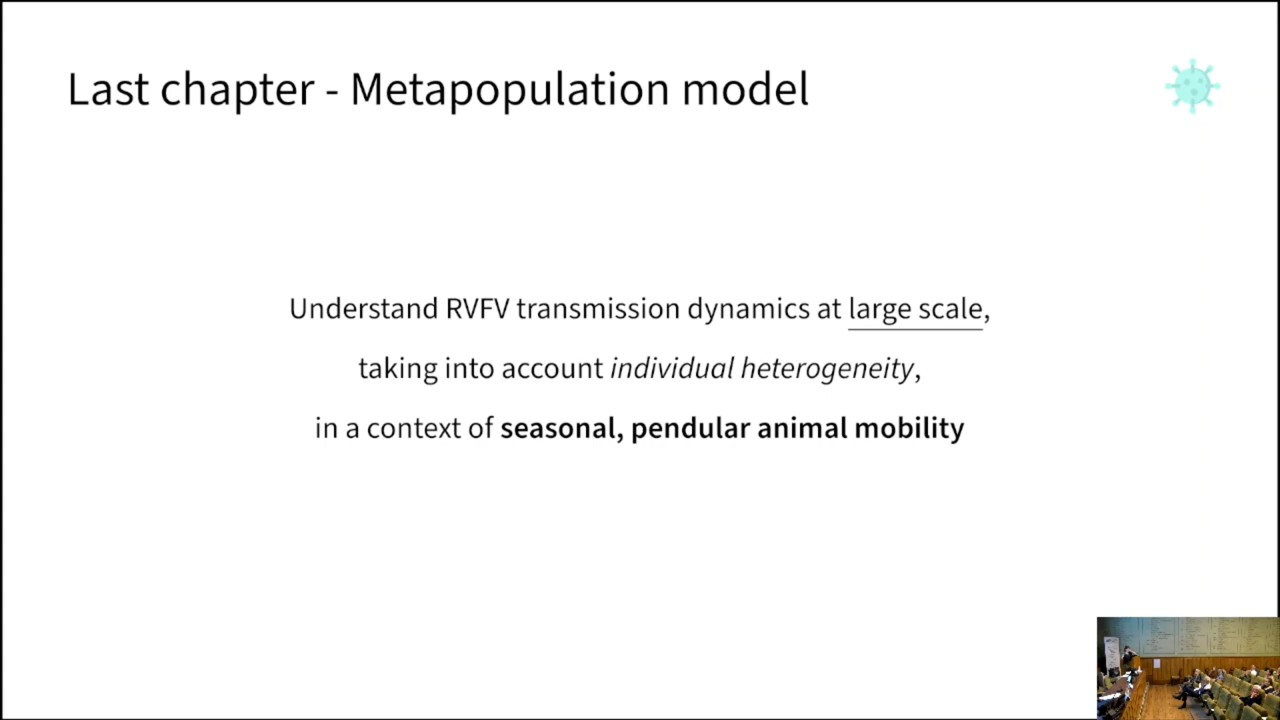 Last chapter - Metapopulation model
Understand RVFV transmission dynamics at large scale,
taking into account individual heterogeneity,
in a context of seasonal, pendular animal mobility